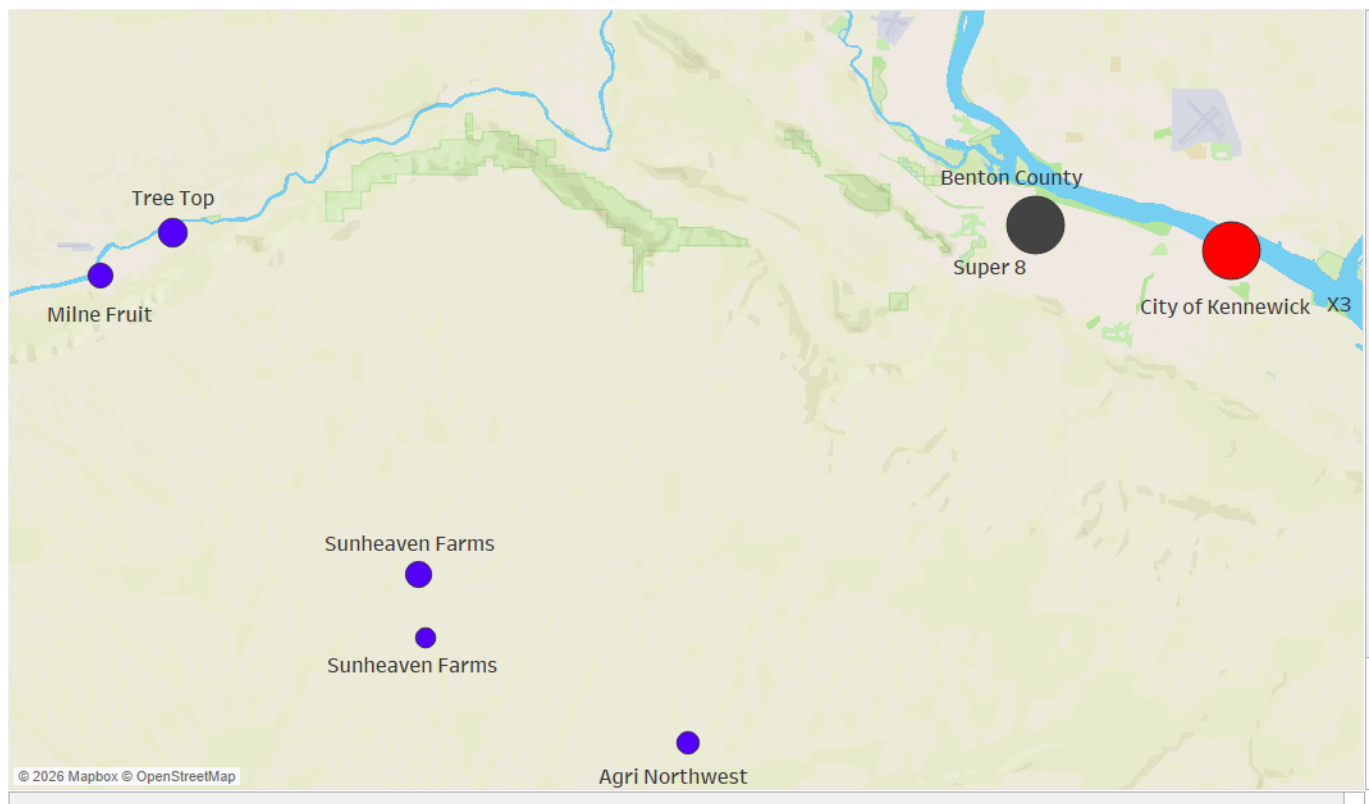 Benton County
Tree Top
Super 8
City of Kennewick X3
Milne Fruit
Sunheaven Farms
Sunheaven Farms
Agri Northwest
© 2026 Mapbox © OpenStreetMap